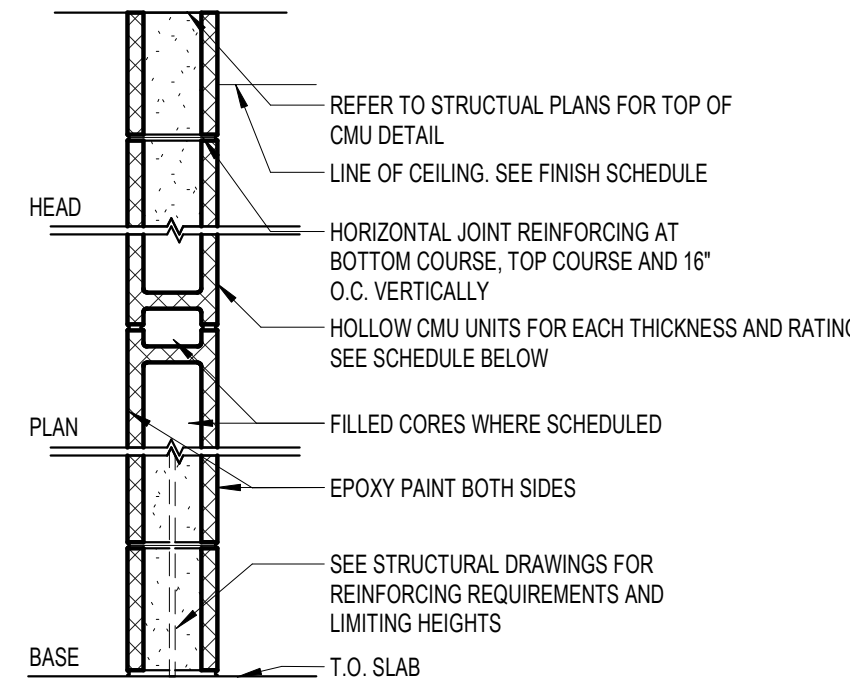 REFER TO STRUCTUAL PLANS FOR TOP OF
CMU DETAIL
LINE OF CEILING. SEE FINISH SCHEDULE
HEAD
HORIZONTAL JOINT REINFORCING AT
BOTTOM COURSE, TOP COURSE AND 16"
O.C. VERTICALLY
HOLLOW CMU UNITS FOR EACH THICKNESS AND RATING
SEE SCHEDULE BELOW
PLAN
FILLED CORES WHERE SCHEDULED
EPOXY PAINT BOTH SIDES
SEE STRUCTURAL DRAWINGS FOR
REINFORCING REQUIREMENTS AND
LIMITING HEIGHTS
BASE
T.O. SLAB